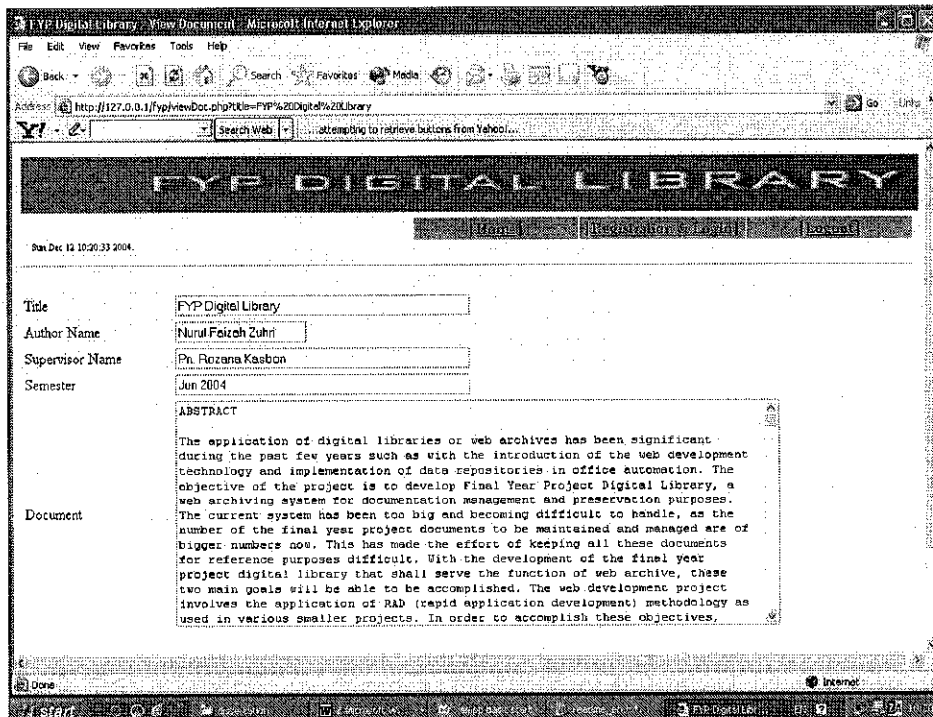 FYP Digital Library - View Document - Microsoft Internet Explorer
File Edit View Favorites Tools Help
Back Search Favorites Media
Address http://127.0.0.1/fyp/viewDoc.php?title=FYP%20Digital%20Library Go Links
Y! Search Web attempting to retrieve buttons from Yahoo!...
FYP DIGITAL LIBRARY
[Main] [Registration & Login] [Logout]
Sun Dec 12 10:20:33 2004.
Title FYP Digital Library
Author Name Nurul Faizah Zuhri
Supervisor Name Pn. Rozana Kasbon
Semester Jun 2004
ABSTRACT
The application of digital libraries or web archives has been significant
during the past few years such as with the introduction of the web development
technology and implementation of data repositories in office automation. The
objective of the project is to develop Final Year Project Digital Library, a
web archiving system for documentation management and preservation purposes.
Document The current system has been too big and becoming difficult to handle, as the
number of the final year project documents to be maintained and managed are of
bigger numbers now. This has made the effort of keeping all these documents
for reference purposes difficult. With the development of the final year
project digital library that shall serve the function of web archive, these
two main goals will be able to be accomplished. The web development project
involves the application of RAD (rapid application development) methodology as
used in various smaller projects. In order to accomplish these objectives,
Done Internet
start